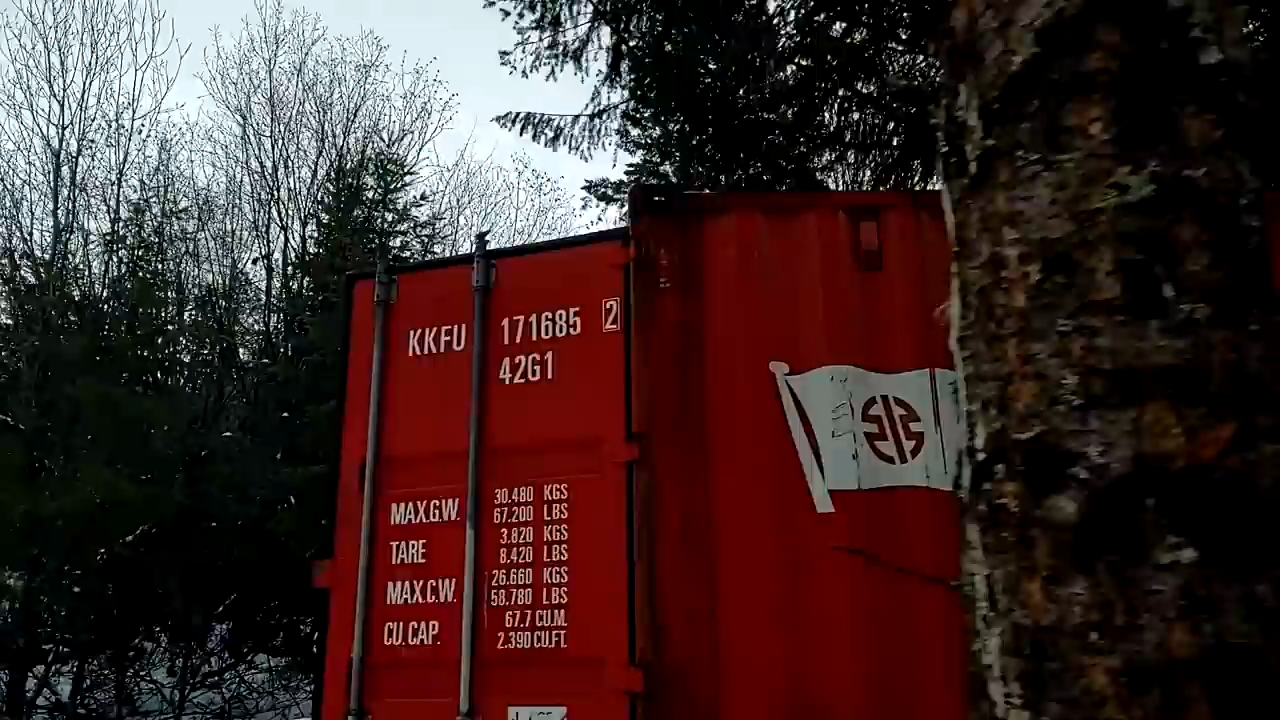 KKFU 171685 2
42G1
MAX.G.W. 30.480 KGS
67.200 LBS
TARE 3.820 KGS
8.420 LBS
MAX.C.W. 26.660 KGS
58.780 LBS
CU.CAP. 67.7 CU.M.
2.390 CU.FT.